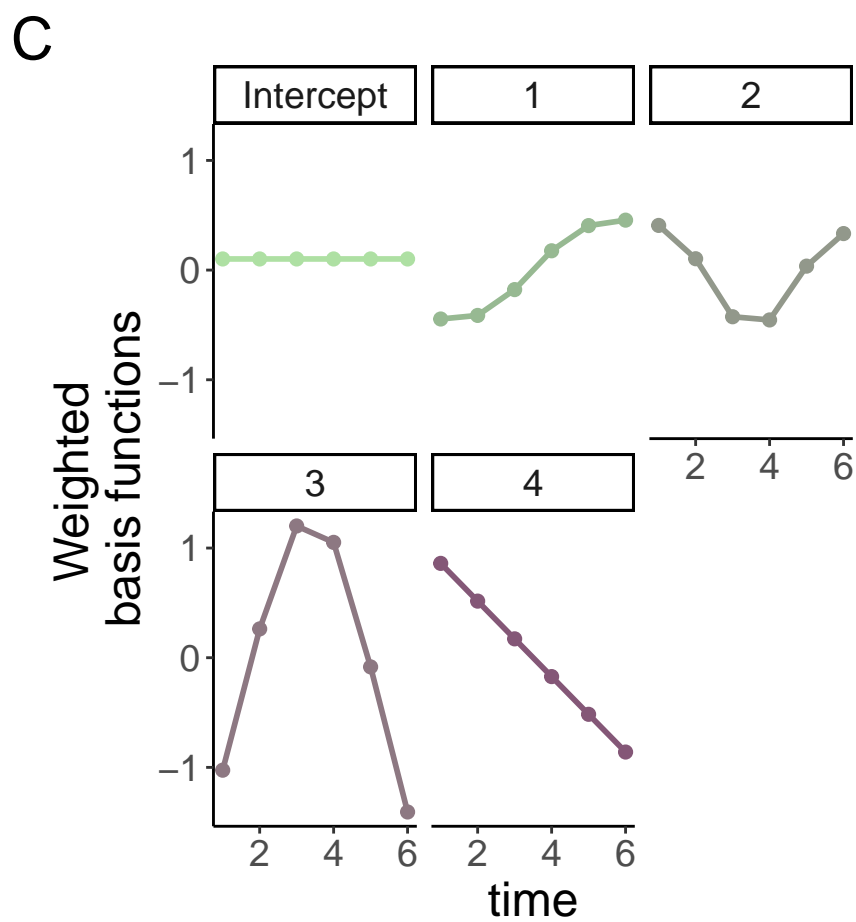 C
Intercept 1 2
1
0
−1
2 4 6
3 4
1
0
−1
2 4 6 2 4 6
Weighted
basis functions
time